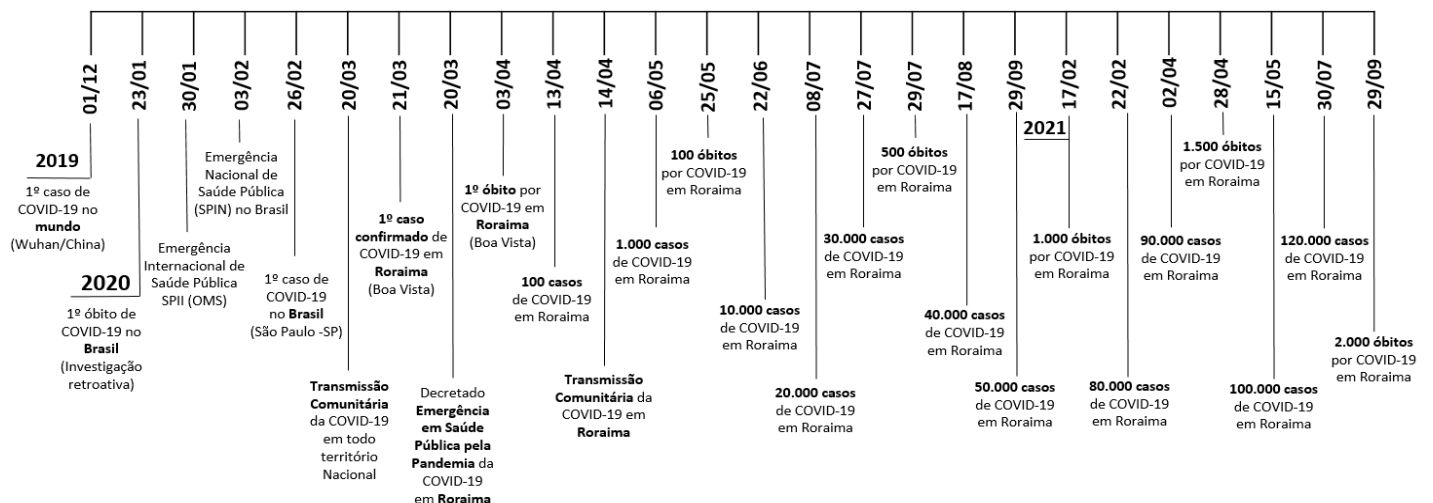 01/12
23/01
30/01
03/02
26/02
20/03
21/03
20/03
03/04
13/04
14/04
06/05
25/05
22/06
08/07
27/07
29/07
17/08
29/09
17/02
22/02
02/04
28/04
15/05
30/07
29/09
2019
1º caso de
COVID-19 no
mundo
(Wuhan/China)
2020
1º óbito de
COVID-19 no
Brasil
(Investigação
retroativa)
Emergência
Internacional de
Saúde Pública
SPII (OMS)
Emergência
Nacional de
Saúde Pública
(SPIN) no Brasil
1º caso de
COVID-19
no Brasil
(São Paulo -SP)
Transmissão
Comunitária
da COVID-19
em todo
território
Nacional
1º caso
confirmado de
COVID-19 em
Roraima
(Boa Vista)
Decretado
Emergência
em Saúde
Pública pela
Pandemia da
COVID-19
em Roraima
1º óbito por
COVID-19 em
Roraima
(Boa Vista)
100 casos
de COVID-19
em Roraima
Transmissão
Comunitária da
COVID-19 em
Roraima
1.000 casos
de COVID-19
em Roraima
100 óbitos
por COVID-19
em Roraima
10.000 casos
de COVID-19
em Roraima
20.000 casos
de COVID-19
em Roraima
30.000 casos
de COVID-19
em Roraima
500 óbitos
por COVID-19
em Roraima
40.000 casos
de COVID-19
em Roraima
50.000 casos
de COVID-19
em Roraima
2021
1.000 óbitos
por COVID-19
em Roraima
80.000 casos
de COVID-19
em Roraima
90.000 casos
de COVID-19
em Roraima
1.500 óbitos
por COVID-19
em Roraima
100.000 casos
de COVID-19
em Roraima
120.000 casos
de COVID-19
em Roraima
2.000 óbitos
por COVID-19
em Roraima